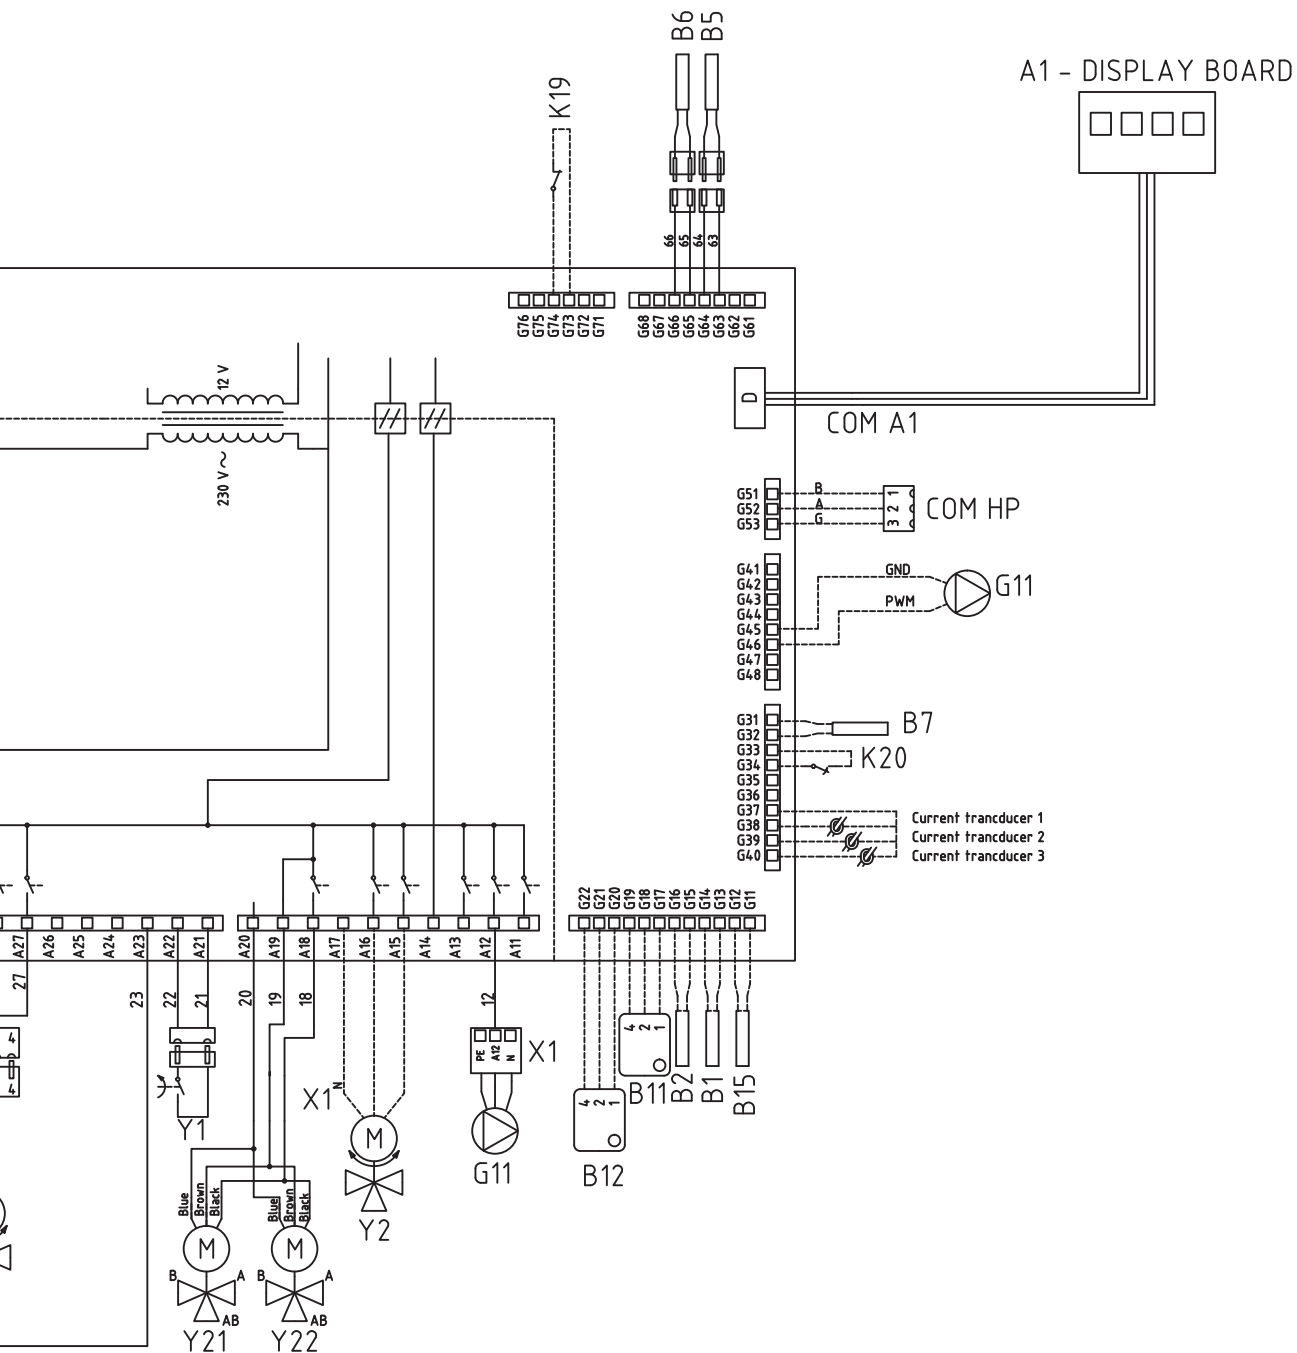 B6
B5
A1 - DISPLAY BOARD
K19
66
65
64
63
G76
G75
G74
G73
G72
G71
G68
G67
G66
G65
G64
G63
G62
G61
12 V
230 V ~
D
COM A1
G51
G52
G53
B
A
G
1
2
3
COM HP
G41
G42
G43
G44
G45
G46
G47
G48
GND
PWM
G11
G31
G32
G33
G34
G35
G36
G37
G38
G39
G40
B7
K20
Current trancducer 1
Current trancducer 2
Current trancducer 3
G22
G21
G20
G19
G18
G17
G16
G15
G14
G13
G12
G11
A27
A26
A25
A24
A23
A22
A21
A20
A19
A18
A17
A16
A15
A14
A13
A12
A11
27
23
22
21
20
19
18
12
4
4
PE
A12
N
X1
X1
N
Y1
M
Y2
G11
4
2
1
B11
4
2
1
B12
B2
B1
B15
Blue
Brown
Black
Blue
Brown
Black
M
M
B
A
AB
B
A
AB
Y21
Y22